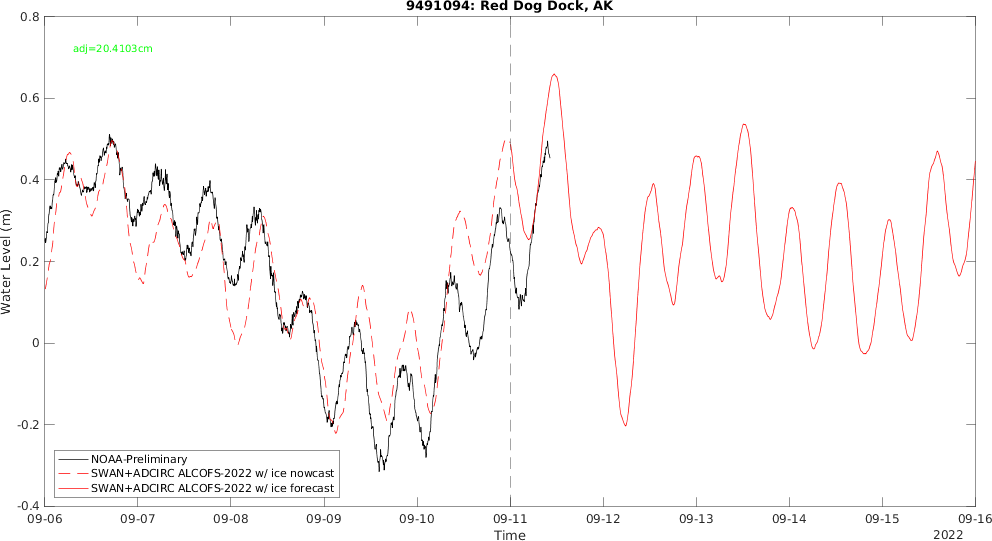 9491094: Red Dog Dock, AK
adj=20.4103cm
0.8
0.6
0.4
0.2
0
-0.2
-0.4
Water Level (m)
NOAA-Preliminary
SWAN+ADCIRC ALCOFS-2022 w/ ice nowcast
SWAN+ADCIRC ALCOFS-2022 w/ ice forecast
09-06 09-07 09-08 09-09 09-10 09-11 09-12 09-13 09-14 09-15 09-16
Time
2022